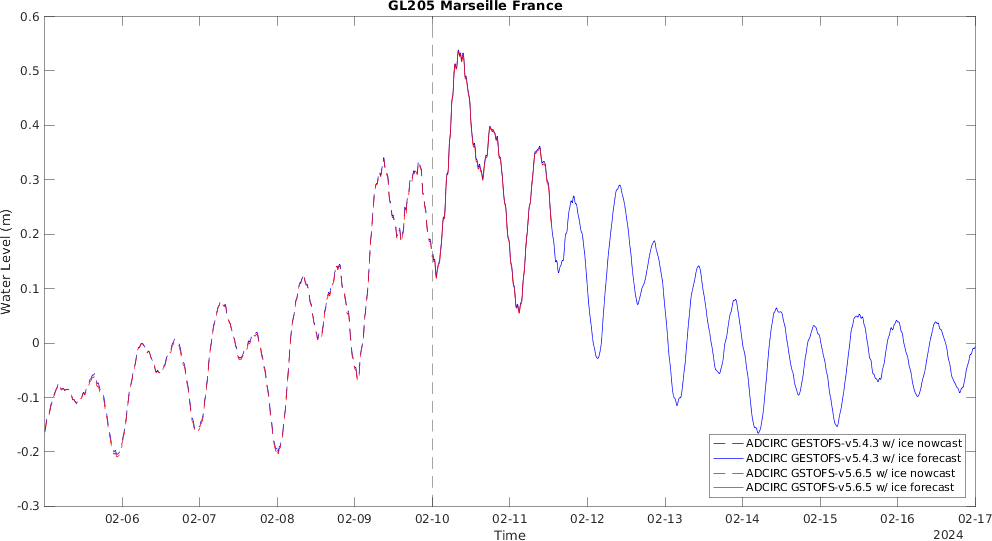 GL205 Marseille France
0.6
0.5
0.4
0.3
0.2
0.1
0
-0.1
-0.2
-0.3
Water Level (m)
ADCIRC GESTOFS-v5.4.3 w/ ice nowcast
ADCIRC GESTOFS-v5.4.3 w/ ice forecast
ADCIRC GSTOFS-v5.6.5 w/ ice nowcast
ADCIRC GSTOFS-v5.6.5 w/ ice forecast
02-06 02-07 02-08 02-09 02-10 02-11 02-12 02-13 02-14 02-15 02-16 02-17
Time
2024